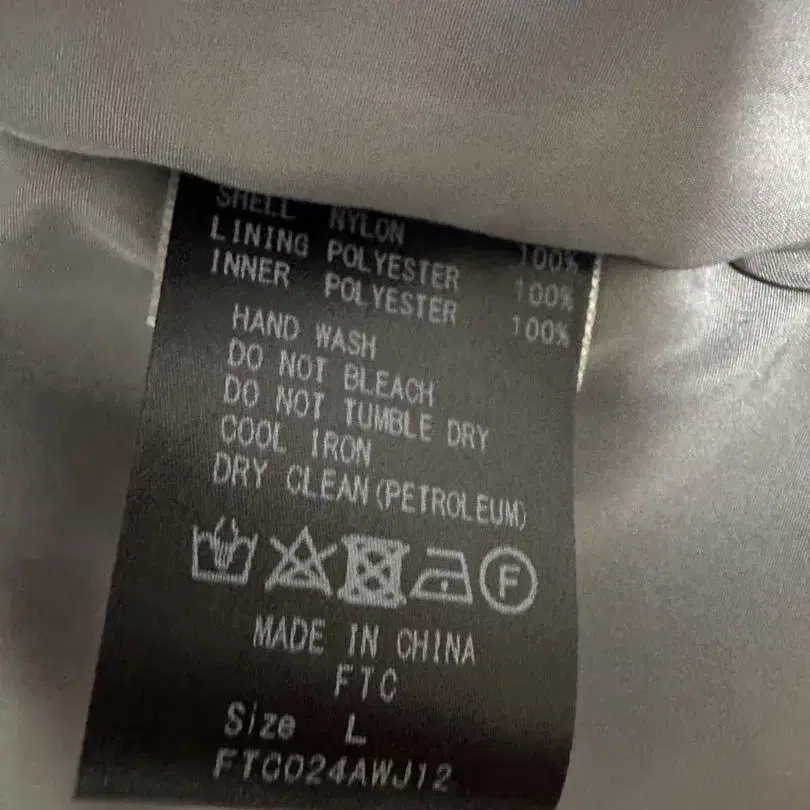 SHELL NYLON 100%
LINING POLYESTER 100%
INNER POLYESTER 100%
HAND WASH
DO NOT BLEACH
DO NOT TUMBLE DRY
COOL IRON
DRY CLEAN(PETROLEUM)
F
MADE IN CHINA
FTC
Size L
FTC024AWJ12